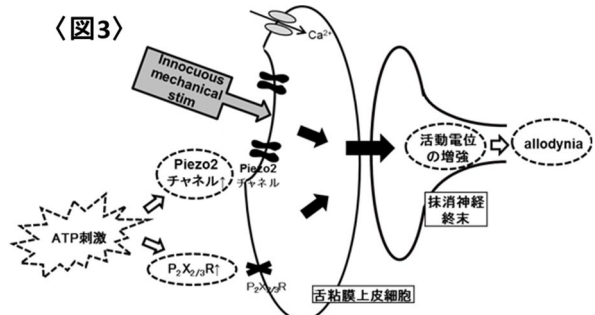 〈図3〉
Ca2+
Innocuous
mechanical
stim
Piezo2
チャネル↑
Piezo2
チャネル
ATP刺激
P2X2/3R↑
P2X2/3R
舌粘膜上皮細胞
活動電位
の増強
allodynia
抹消神経
終末